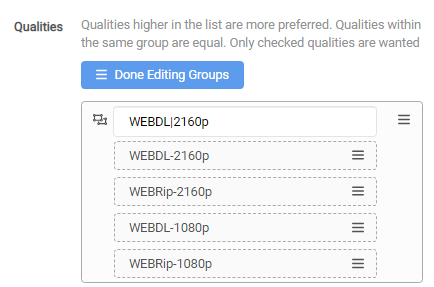 Qualities
Qualities higher in the list are more preferred. Qualities within
the same group are equal. Only checked qualities are wanted
Done Editing Groups
WEBDL|2160p
WEBDL-2160p
WEBRip-2160p
WEBDL-1080p
WEBRip-1080p